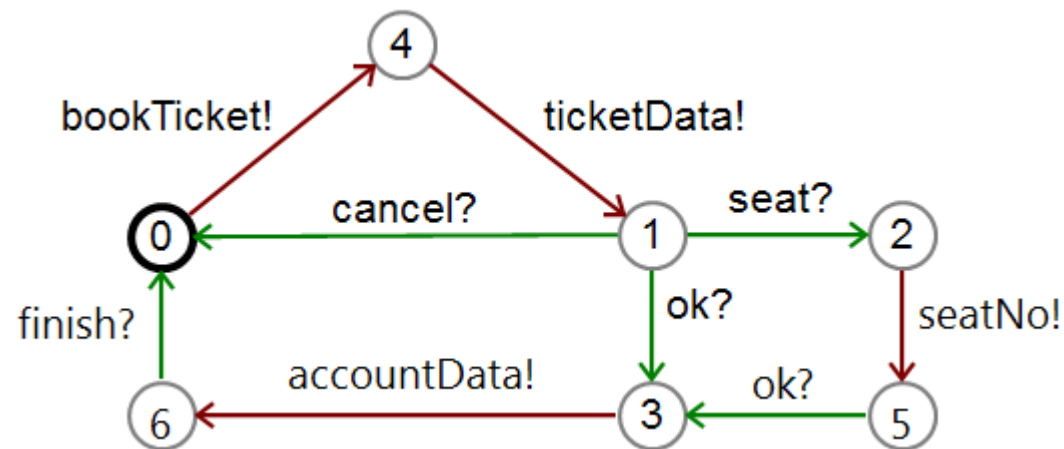 4
bookTicket!
ticketData!
cancel?
seat?
0
1
2
finish?
ok?
seatNo!
accountData!
ok?
6
3
5